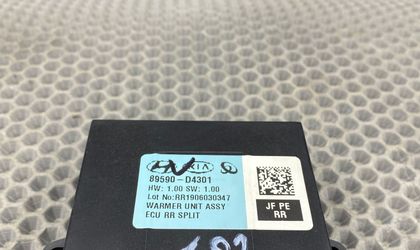 KIA
89590-D4301
HW: 1.00 SW: 1.00
Lot No:RR1906030347
WARMER UNIT ASSY
ECU RR SPLIT
JF PE
RR